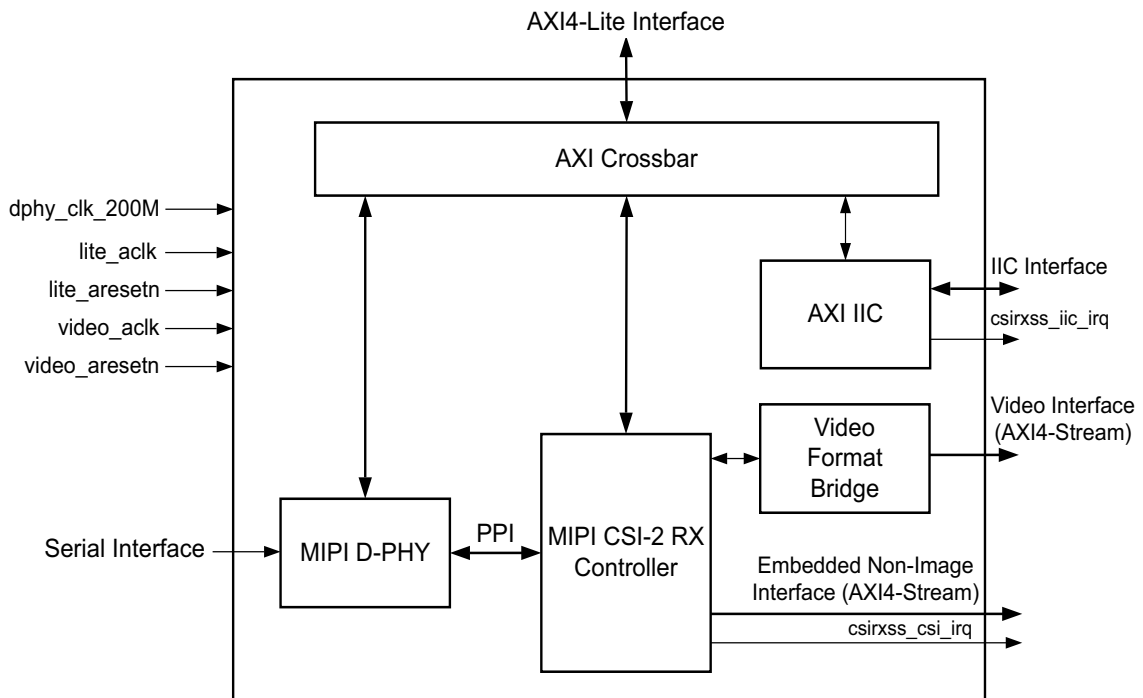 AXI4-Lite Interface
AXI Crossbar
dphy_clk_200M
lite_aclk
lite_aresetn
video_aclk
video_aresetn
IIC Interface
AXI IIC
csirxss_iic_irq
Video Interface
(AXI4-Stream)
Video
Format
Bridge
Serial Interface
MIPI D-PHY
PPI
MIPI CSI-2 RX
Controller
Embedded Non-Image
Interface (AXI4-Stream)
csirxss_csi_irq